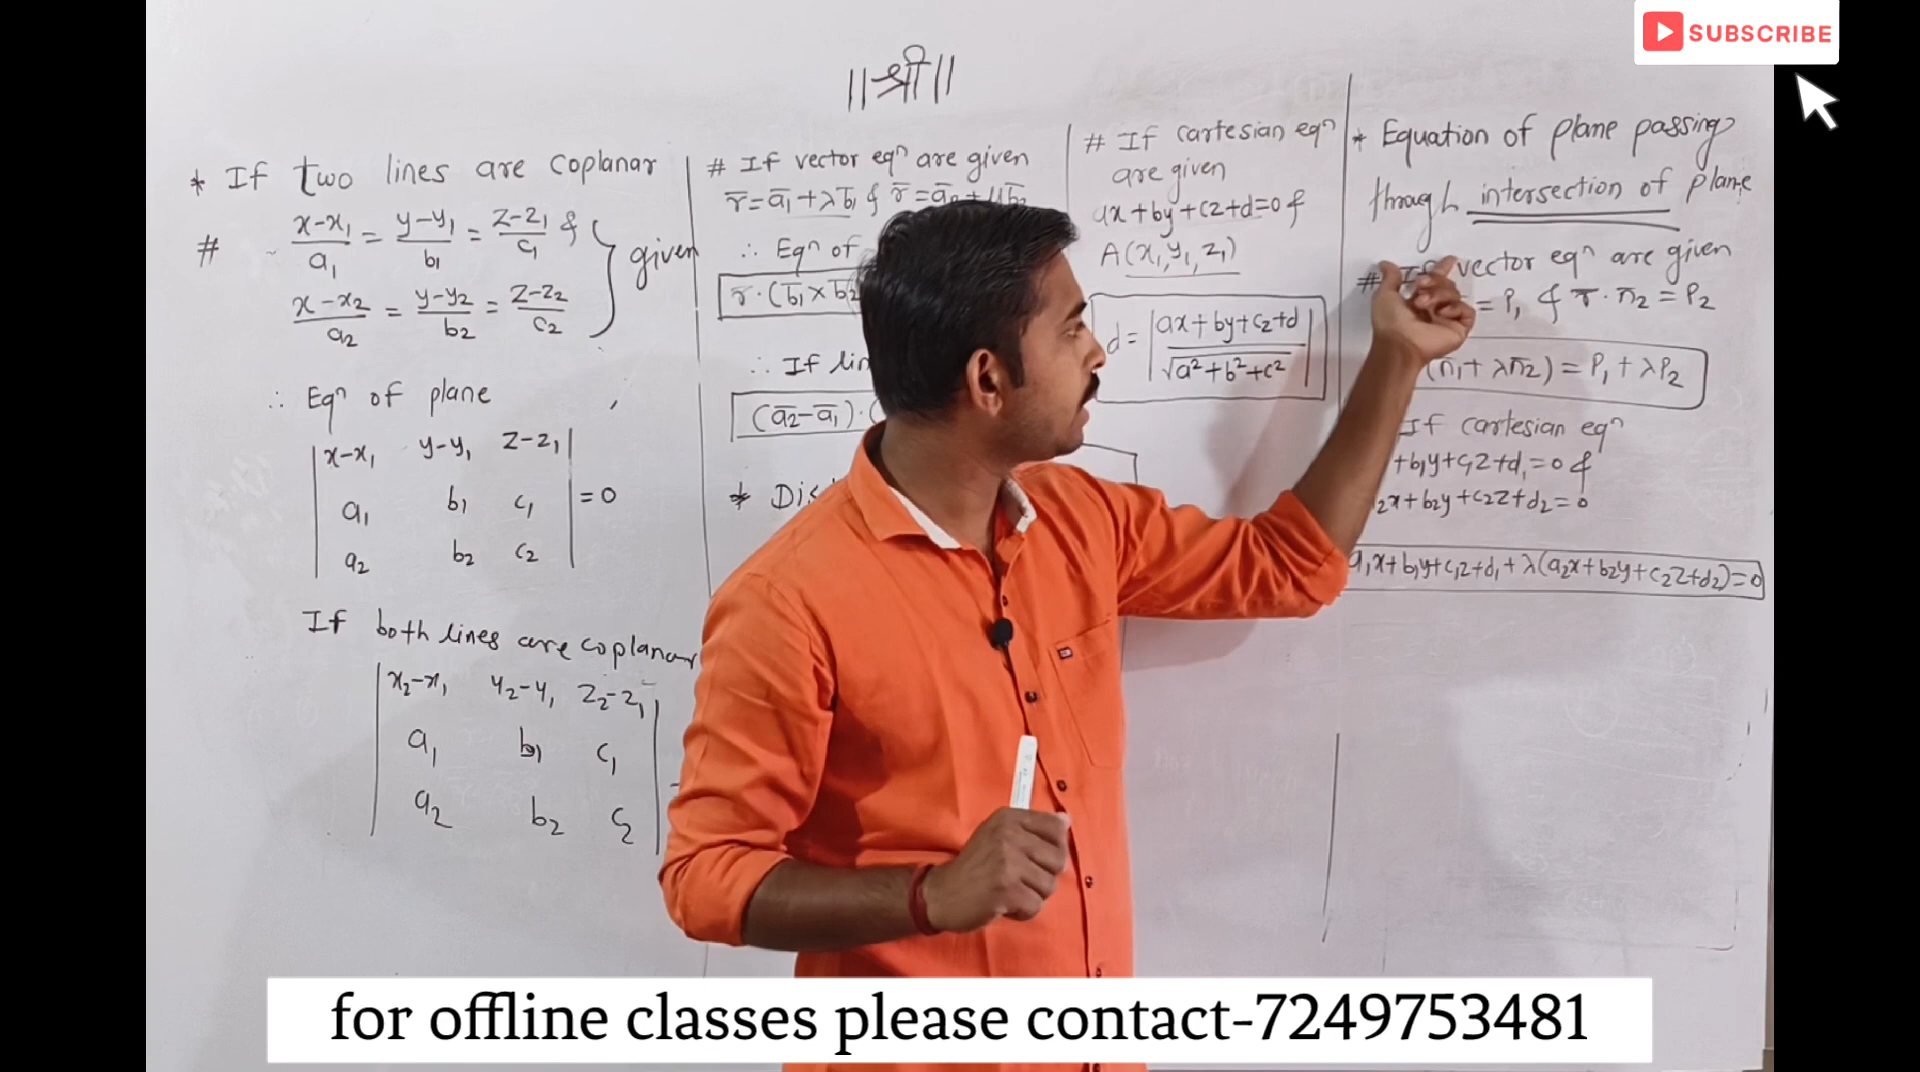 SUBSCRIBE
||श्री||
* If two lines are coplanar
# x-x₁/a₁ = y-y₁/b₁ = z-z₁/c₁ &
x-x₂/a₂ = y-y₂/b₂ = z-z₂/c₂ } given
∴ Eqⁿ of plane
| x-x₁ y-y₁ z-z₁ |
| a₁ b₁ c₁ | = 0
| a₂ b₂ c₂ |
If both lines are coplanar
| x₂-x₁ y₂-y₁ z₂-z₁ |
| a₁ b₁ c₁ |
| a₂ b₂ c₂ |
# If vector eqⁿ are given
r̄ = ā₁ + λb̄₁ & r̄ = ā₂ + μb̄₂
∴ Eqⁿ of
r̄·(b̄₁×b̄₂
∴ If lin
(ā₂-ā₁)·(
* Dis
# If cartesian eqⁿ
are given
ax+by+cz+d=0 &
A(x₁,y₁,z₁)
d = |ax+by+cz+d / √a²+b²+c²|
* Equation of plane passing
through intersection of plane
# If vector eqⁿ are given
= P₁ & r̄·n̄₂ = P₂
(n̄₁+λn̄₂) = P₁+λP₂
If cartesian eqⁿ
+b₁y+c₁z+d₁=0 &
₂x+b₂y+c₂z+d₂=0
a₁x+b₁y+c₁z+d₁+λ(a₂x+b₂y+c₂z+d₂)=0
for offline classes please contact-7249753481